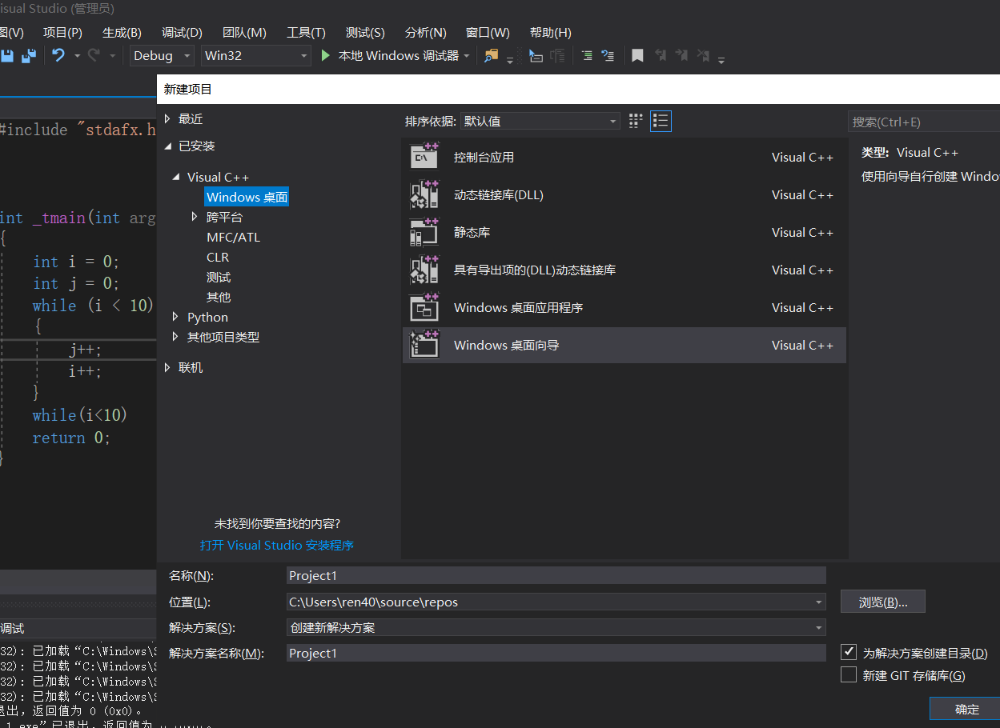 isual Studio (管理员)
图(V) 项目(P) 生成(B) 调试(D) 团队(M) 工具(T) 测试(S) 分析(N) 窗口(W) 帮助(H)
Debug Win32 本地 Windows 调试器
新建项目
#include "stdafx.h
int _tmain(int arg
{
int i = 0;
int j = 0;
while (i < 10)
{
j++;
i++;
}
while(i<10)
return 0;
}
最近
已安装
Visual C++
Windows 桌面
跨平台
MFC/ATL
CLR
测试
其他
Python
其他项目类型
联机
未找到你要查找的内容?
打开 Visual Studio 安装程序
排序依据: 默认值
搜索(Ctrl+E)
控制台应用 Visual C++
动态链接库(DLL) Visual C++
静态库 Visual C++
具有导出项的(DLL)动态链接库 Visual C++
Windows 桌面应用程序 Visual C++
Windows 桌面向导 Visual C++
类型: Visual C++
使用向导自行创建 Windo
名称(N): Project1
位置(L): C:\Users\ren40\source\repos 浏览(B)...
解决方案(S): 创建新解决方案
解决方案名称(M): Project1
为解决方案创建目录(D)
新建 GIT 存储库(G)
确定
调试
32): 已加载“C:\Windows\S
32): 已加载“C:\Windows\S
32): 已加载“C:\Windows\S
32): 已加载“C:\Windows\S
退出，返回值为 0 (0x0)。
1.exe”已退出，返回值为